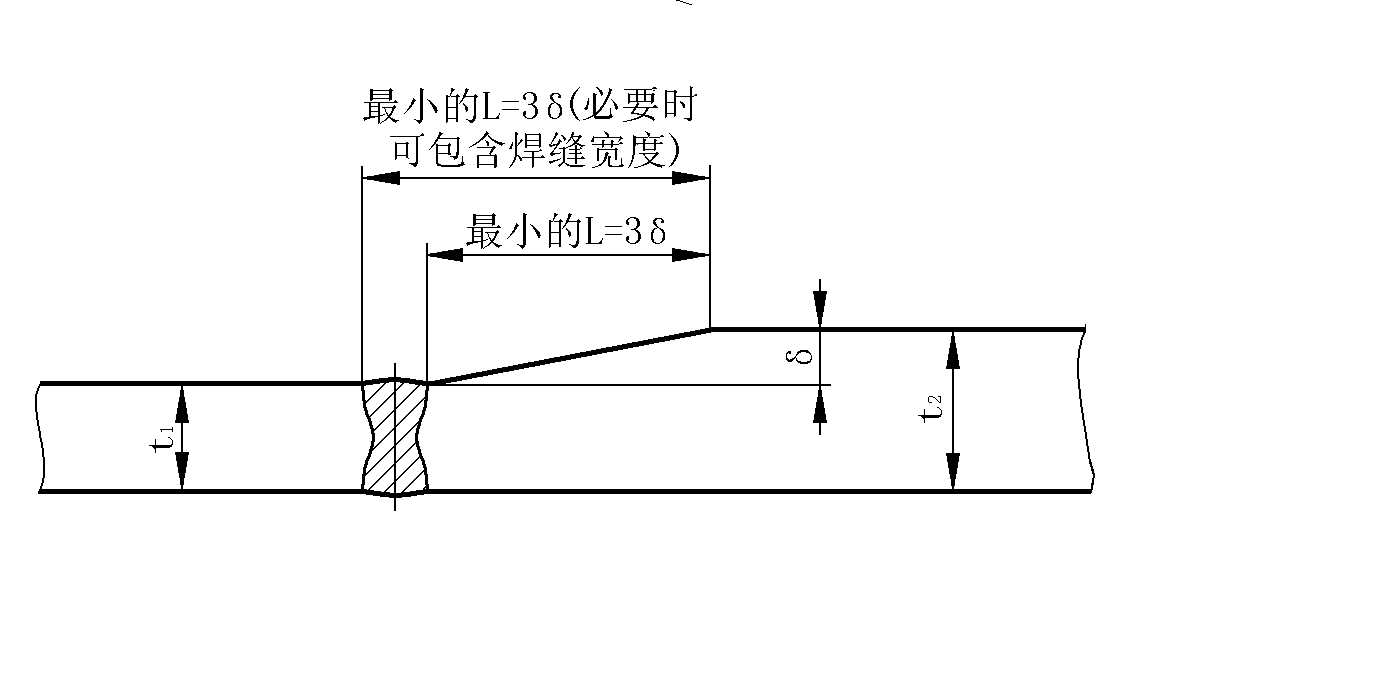 最小的L=3δ(必要时
可包含焊缝宽度)
最小的L=3δ
δ
t₁
t₂